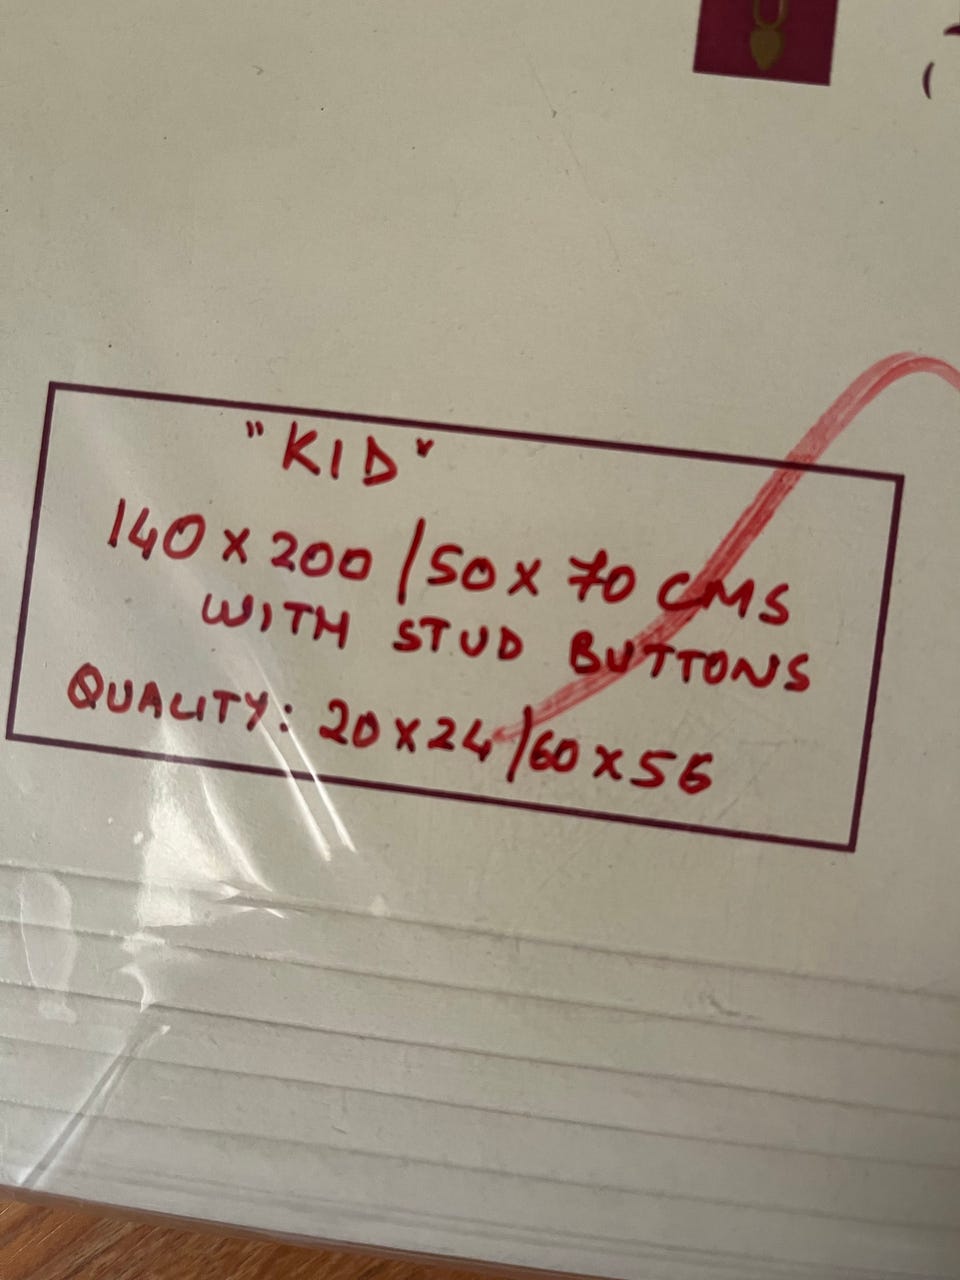 "KID"
140 x 200 / 50 x 70 CMS
WITH STUD BUTTONS
QUALITY: 20 x 24 / 60 x 56